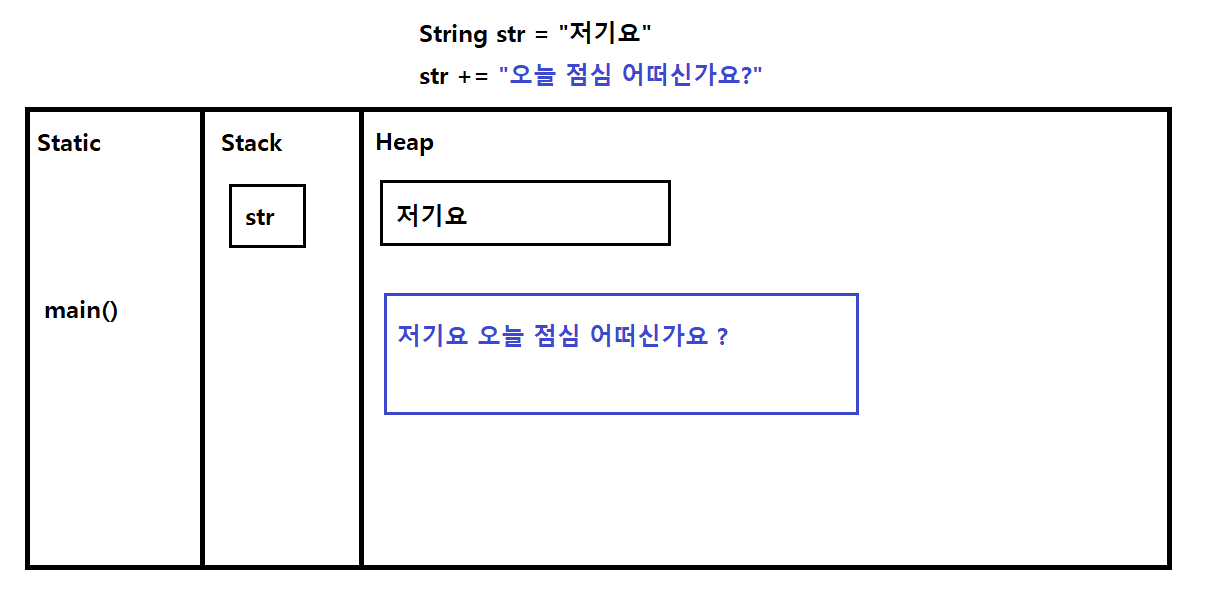 String str = "저기요"
str += "오늘 점심 어떠신가요?"
Static
Stack
Heap
str
저기요
main()
저기요 오늘 점심 어떠신가요 ?